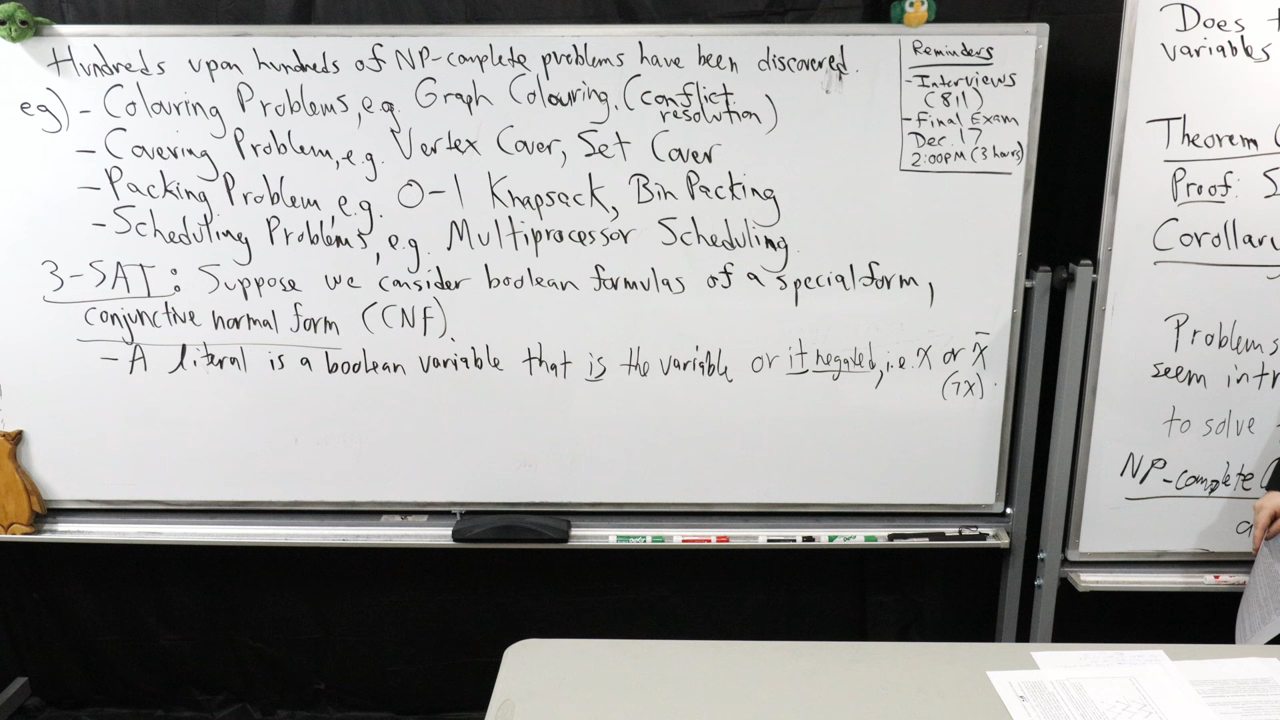 Hundreds upon hundreds of NP-complete problems have been discovered.
eg) - Colouring Problems, e.g. Graph Colouring. (conflict
resolution)
- Covering Problem, e.g. Vertex Cover, Set Cover
- Packing Problem, e.g. 0-1 Knapsack, Bin Packing
- Scheduling Problems, e.g. Multiprocessor Scheduling.
3-SAT: Suppose we consider boolean formulas of a special form,
conjunctive normal form (CNF).
- A literal is a boolean variable that is the variable or it negated, i.e. x or x̄
(¬x).
Reminders
- Interviews
(811)
- Final Exam
Dec. 17
2:00PM (3 hours)
Does
variables
Theorem
Proof:
Corollary
Problems
seem
to solve
NP-complete